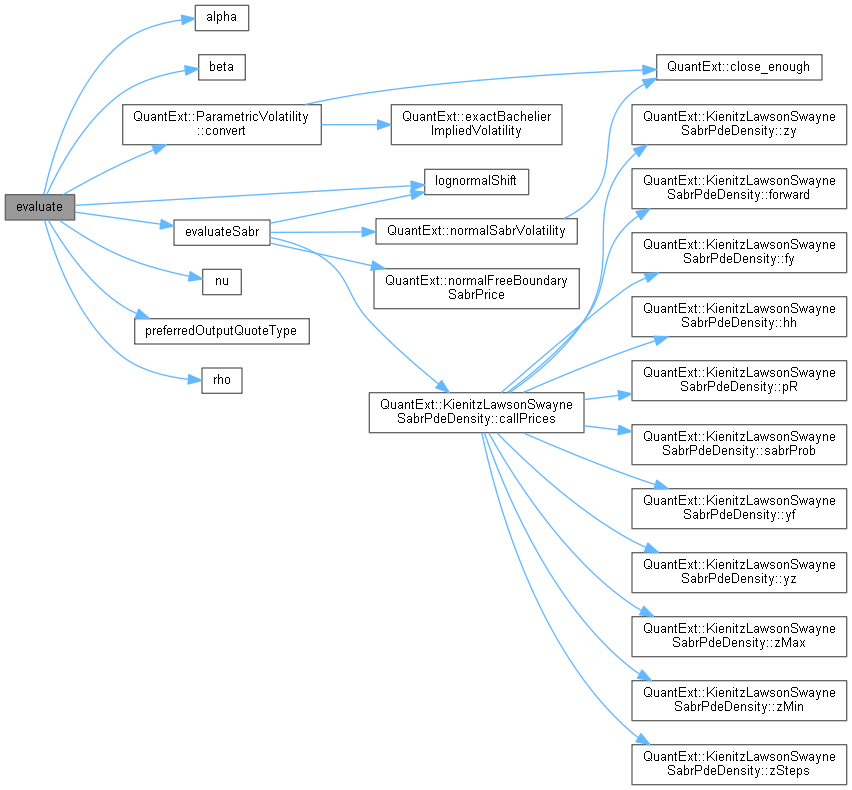 alpha
beta
QuantExt::ParametricVolatility
::convert
evaluate
lognormalShift
evaluateSabr
nu
preferredOutputQuoteType
rho
QuantExt::exactBachelier
ImpliedVolatility
QuantExt::normalSabrVolatility
QuantExt::normalFreeBoundary
SabrPrice
QuantExt::KienitzLawsonSwayne
SabrPdeDensity::callPrices
QuantExt::close_enough
QuantExt::KienitzLawsonSwayne
SabrPdeDensity::zy
QuantExt::KienitzLawsonSwayne
SabrPdeDensity::forward
QuantExt::KienitzLawsonSwayne
SabrPdeDensity::fy
QuantExt::KienitzLawsonSwayne
SabrPdeDensity::hh
QuantExt::KienitzLawsonSwayne
SabrPdeDensity::pR
QuantExt::KienitzLawsonSwayne
SabrPdeDensity::sabrProb
QuantExt::KienitzLawsonSwayne
SabrPdeDensity::yf
QuantExt::KienitzLawsonSwayne
SabrPdeDensity::yz
QuantExt::KienitzLawsonSwayne
SabrPdeDensity::zMax
QuantExt::KienitzLawsonSwayne
SabrPdeDensity::zMin
QuantExt::KienitzLawsonSwayne
SabrPdeDensity::zSteps